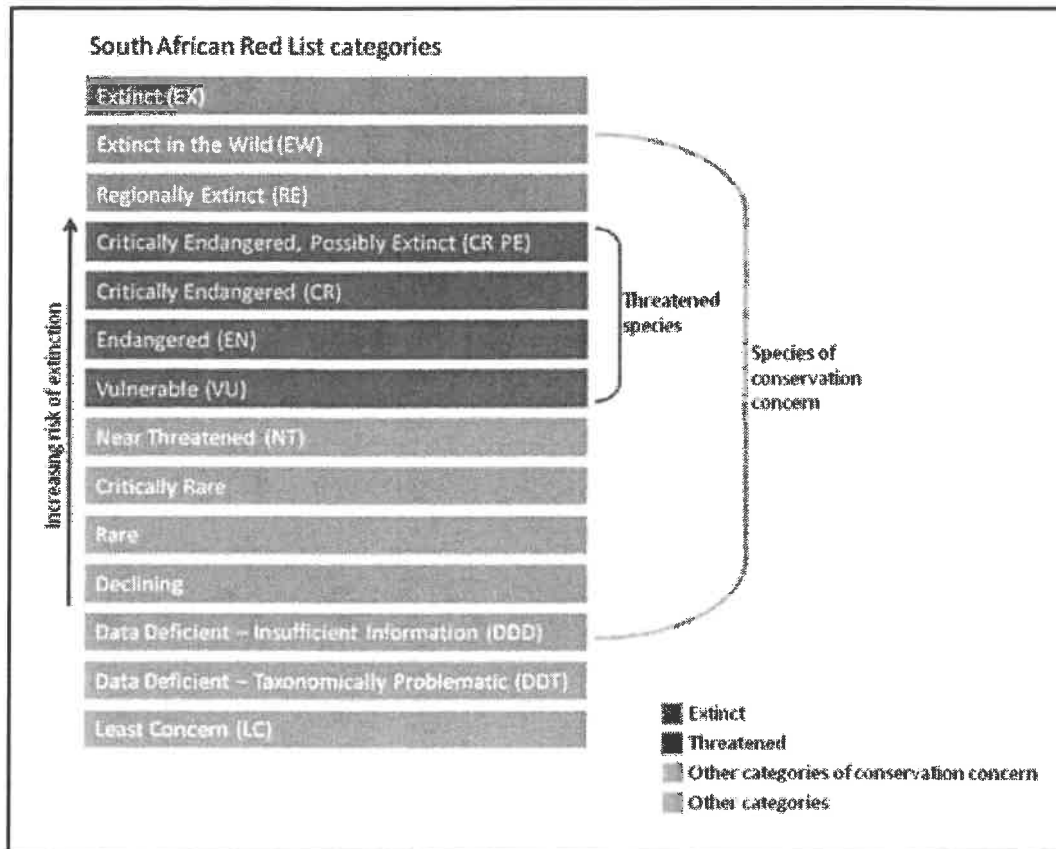 South African Red List categories
Extinct (EX)
Extinct in the Wild (EW)
Regionally Extinct (RE)
Critically Endangered, Possibly Extinct (CR PE)
Critically Endangered (CR)
Endangered (EN)
Vulnerable (VU)
Near Threatened (NT)
Critically Rare
Rare
Declining
Data Deficient – Insufficient Information (DDD)
Data Deficient – Taxonomically Problematic (DDT)
Least Concern (LC)
Increasing risk of extinction
Threatened
species
Species of
conservation
concern
Extinct
Threatened
Other categories of conservation concern
Other categories